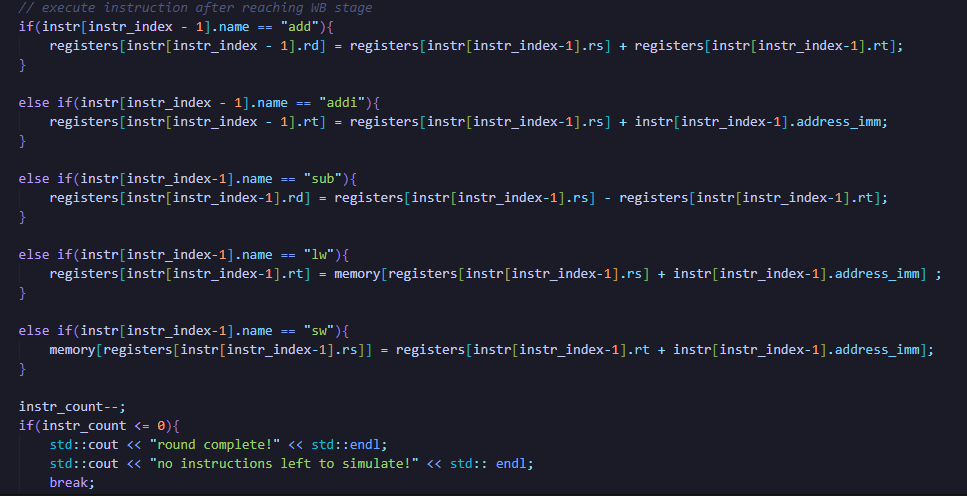 // execute instruction after reaching WB stage
if(instr[instr_index - 1].name == "add"){
registers[instr[instr_index - 1].rd] = registers[instr[instr_index-1].rs] + registers[instr[instr_index-1].rt];
}
else if(instr[instr_index - 1].name == "addi"){
registers[instr[instr_index - 1].rt] = registers[instr[instr_index-1].rs] + instr[instr_index-1].address_imm;
}
else if(instr[instr_index-1].name == "sub"){
registers[instr[instr_index-1].rd] = registers[instr[instr_index-1].rs] - registers[instr[instr_index-1].rt];
}
else if(instr[instr_index-1].name == "lw"){
registers[instr[instr_index-1].rt] = memory[registers[instr[instr_index-1].rs] + instr[instr_index-1].address_imm] ;
}
else if(instr[instr_index-1].name == "sw"){
memory[registers[instr[instr_index-1].rs]] = registers[instr[instr_index-1].rt + instr[instr_index-1].address_imm];
}
instr_count--;
if(instr_count <= 0){
std::cout << "round complete!" << std::endl;
std::cout << "no instructions left to simulate!" << std:: endl;
break;